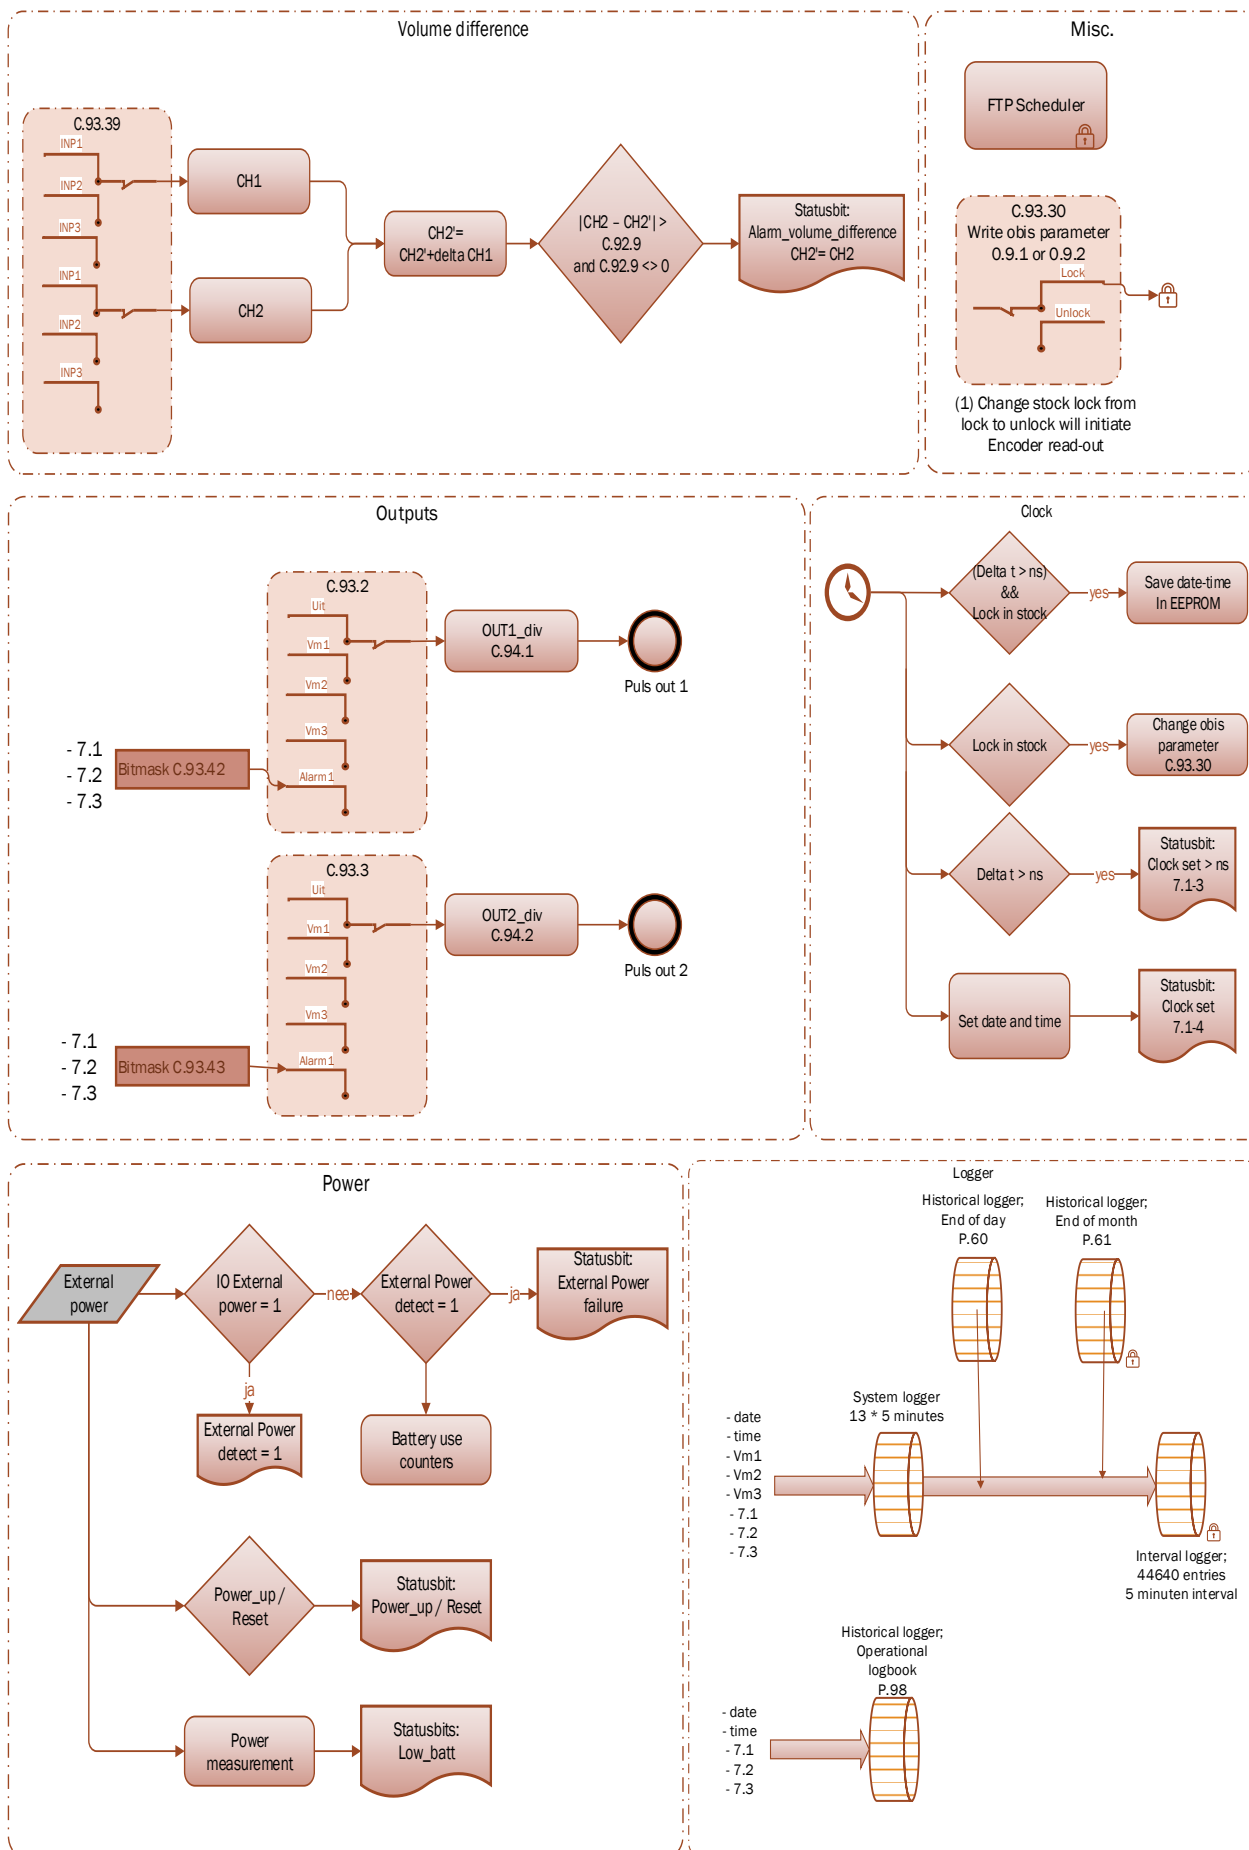 Volume difference
C.93.39
INP1
INP2
INP3
INP1
INP2
INP3
CH1
CH2
CH2'=
CH2'+delta CH1
|CH2 – CH2'| >
C.92.9
and C.92.9 <> 0
Statusbit:
Alarm_volume_difference
CH2'= CH2
Misc.
FTP Scheduler
C.93.30
Write obis parameter
0.9.1 or 0.9.2
Lock
Unlock
(1) Change stock lock from
lock to unlock will initiate
Encoder read-out
Outputs
C.93.2
Uit
Vm1
Vm2
Vm3
Alarm1
- 7.1
- 7.2
- 7.3
Bitmask C.93.42
OUT1_div
C.94.1
Puls out 1
C.93.3
Uit
Vm1
Vm2
Vm3
Alarm1
- 7.1
- 7.2
- 7.3
Bitmask C.93.43
OUT2_div
C.94.2
Puls out 2
Clock
(Delta t > ns)
&&
Lock in stock
yes
Save date-time
In EEPROM
Lock in stock
yes
Change obis
parameter
C.93.30
Delta t > ns
yes
Statusbit:
Clock set > ns
7.1-3
Set date and time
Statusbit:
Clock set
7.1-4
Power
External
power
IO External
power = 1
nee
External Power
detect = 1
ja
Statusbit:
External Power
failure
ja
External Power
detect = 1
Battery use
counters
Power_up /
Reset
Statusbit:
Power_up / Reset
Power
measurement
Statusbits:
Low_batt
Logger
Historical logger;
End of day
P.60
Historical logger;
End of month
P.61
System logger
13 * 5 minutes
- date
- time
- Vm1
- Vm2
- Vm3
- 7.1
- 7.2
- 7.3
Interval logger;
44640 entries
5 minuten interval
Historical logger;
Operational
logbook
P.98
- date
- time
- 7.1
- 7.2
- 7.3